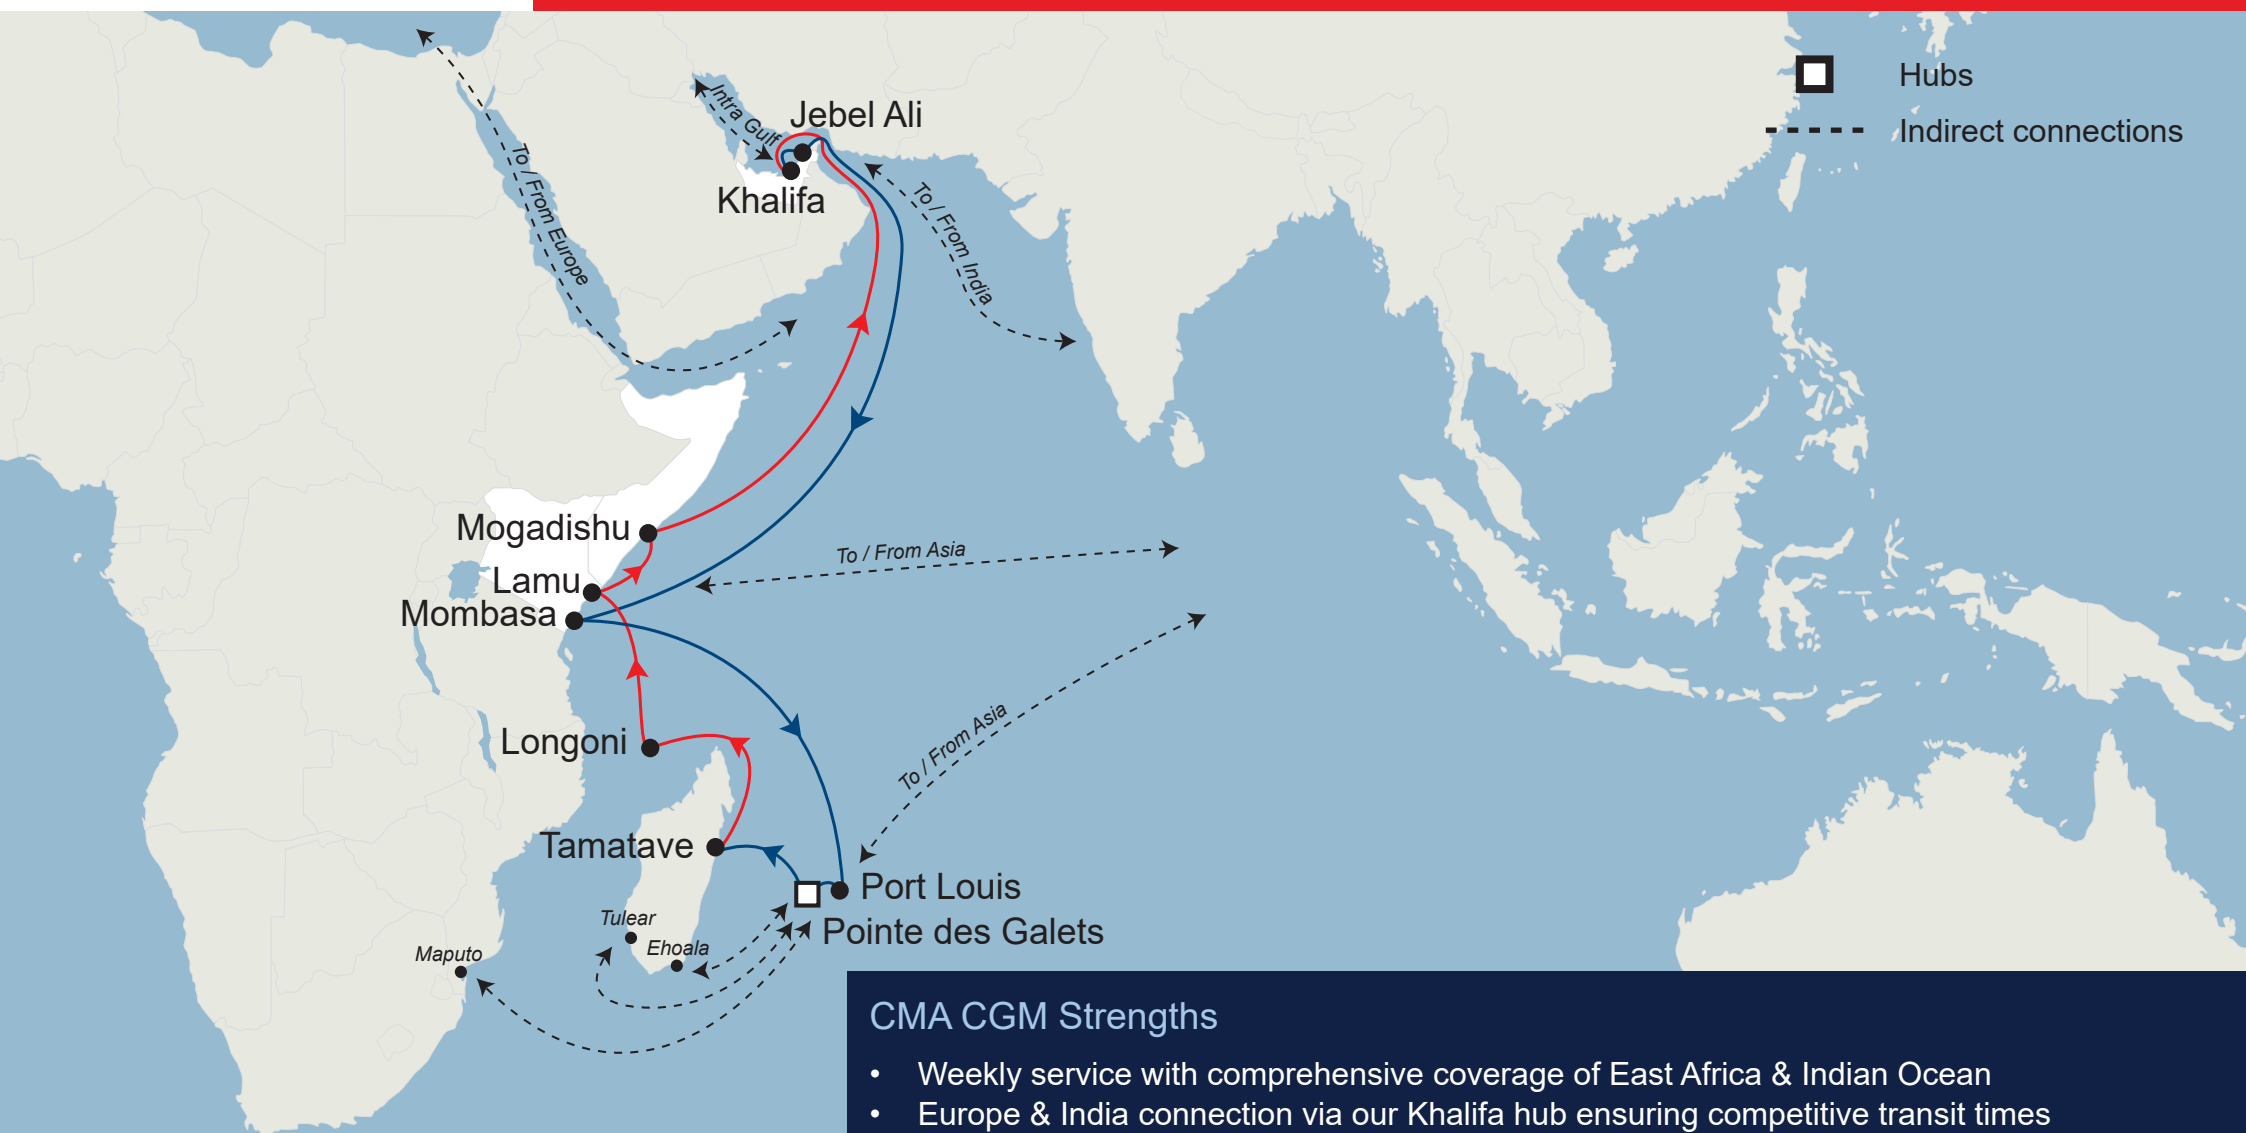 Hubs
Indirect connections
Intra Gulf
Jebel Ali
Khalifa
To / From Europe
To / From India
Mogadishu
Lamu
Mombasa
To / From Asia
Longoni
To / From Asia
Tamatave
Port Louis
Pointe des Galets
Tulear
Ehoala
Maputo
CMA CGM Strengths
• Weekly service with comprehensive coverage of East Africa & Indian Ocean
• Europe & India connection via our Khalifa hub ensuring competitive transit times